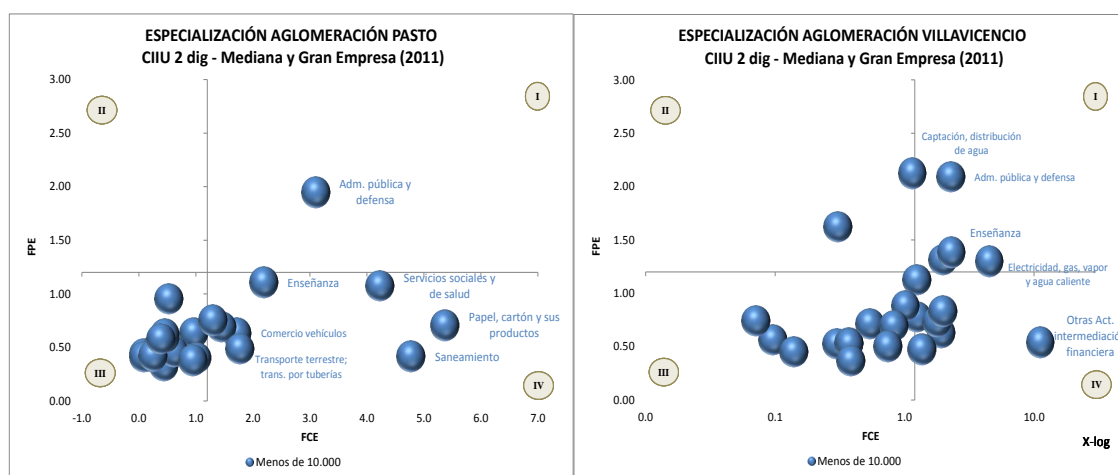 ESPECIALIZACIÓN AGLOMERACIÓN PASTO
CIIU 2 dig - Mediana y Gran Empresa (2011)
3.00
2.50
2.00
1.50
1.00
0.50
0.00
FPE
II
I
III
IV
Adm. pública y
defensa
Enseñanza
Servicios sociales y
de salud
Papel, cartón y sus
productos
Comercio vehículos
Transporte terrestre;
trans. por tuberías
Saneamiento
-1.0 0.0 1.0 2.0 3.0 4.0 5.0 6.0 7.0
FCE
Menos de 10.000
ESPECIALIZACIÓN AGLOMERACIÓN VILLAVICENCIO
CIIU 2 dig - Mediana y Gran Empresa (2011)
3.00
2.50
2.00
1.50
1.00
0.50
0.00
FPE
II
I
III
IV
Captación, distribución
de agua
Adm. pública y defensa
Enseñanza
Electricidad, gas, vapor
y agua caliente
Otras Act.
intermediació
financiera
0.0 0.1 1.0 10.0
FCE
X-log
Menos de 10.000